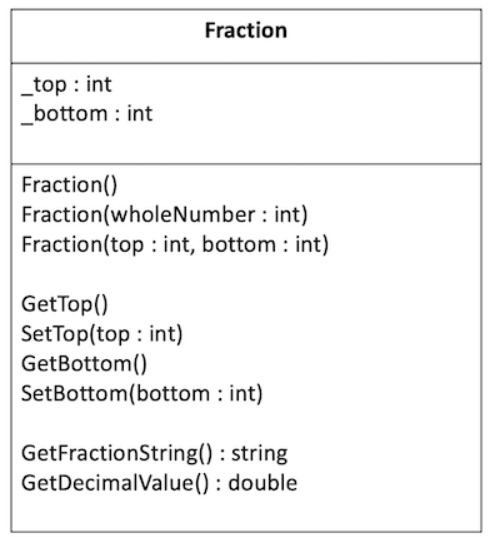 Fraction
_top : int
_bottom : int
Fraction()
Fraction(wholeNumber : int)
Fraction(top : int, bottom : int)
GetTop()
SetTop(top : int)
GetBottom()
SetBottom(bottom : int)
GetFractionString() : string
GetDecimalValue() : double